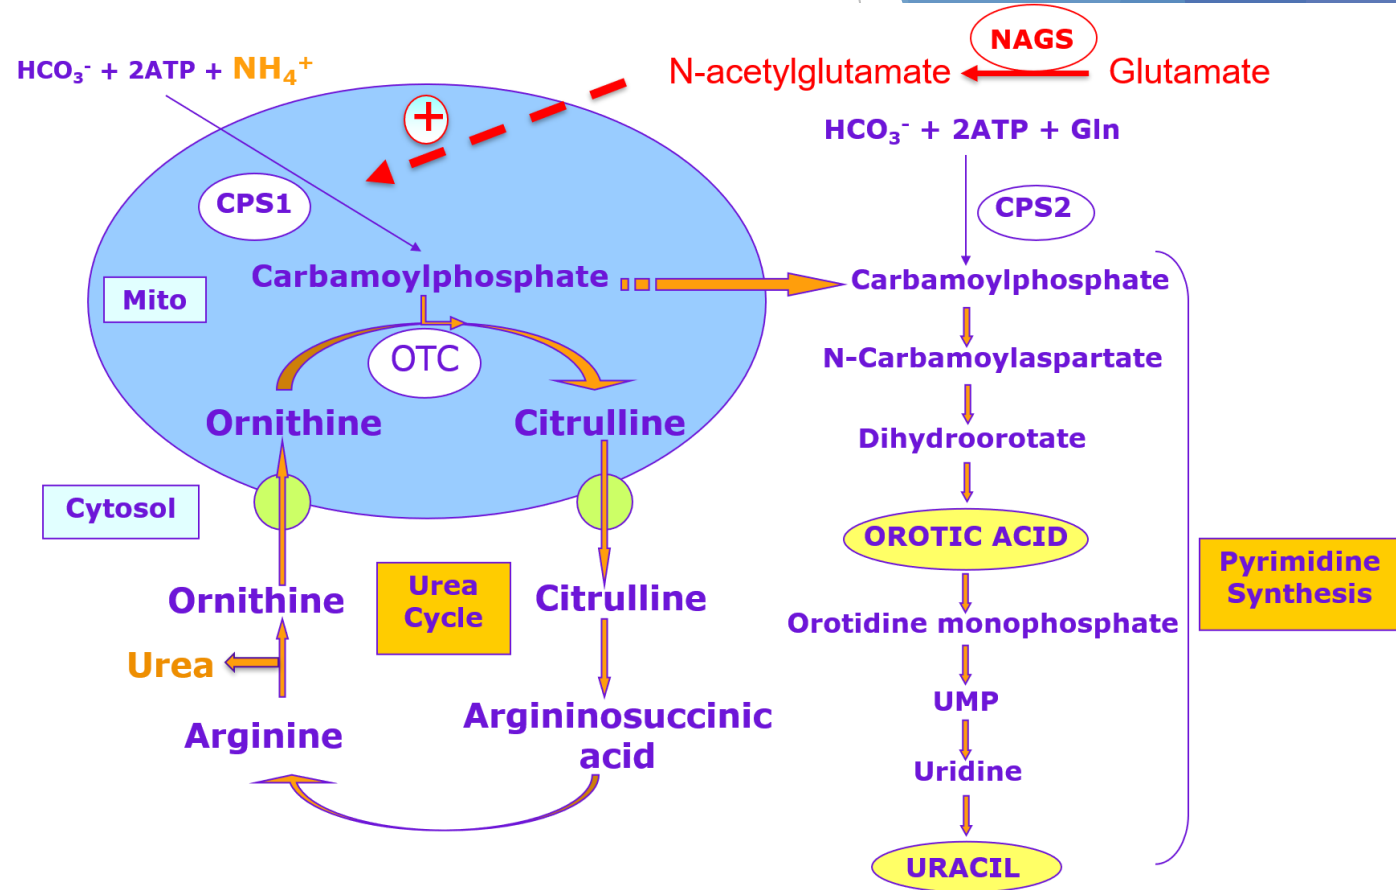 NAGS
HCO₃⁻ + 2ATP + NH₄⁺
N-acetylglutamate
Glutamate
+
HCO₃⁻ + 2ATP + Gln
CPS1
CPS2
Carbamoylphosphate
Carbamoylphosphate
Mito
OTC
N-Carbamoylaspartate
Ornithine
Citrulline
Dihydroorotate
Cytosol
OROTIC ACID
Ornithine
Urea
Cycle
Citrulline
Pyrimidine
Synthesis
Orotidine monophosphate
Urea
UMP
Arginine
Argininosuccinic
acid
Uridine
URACIL